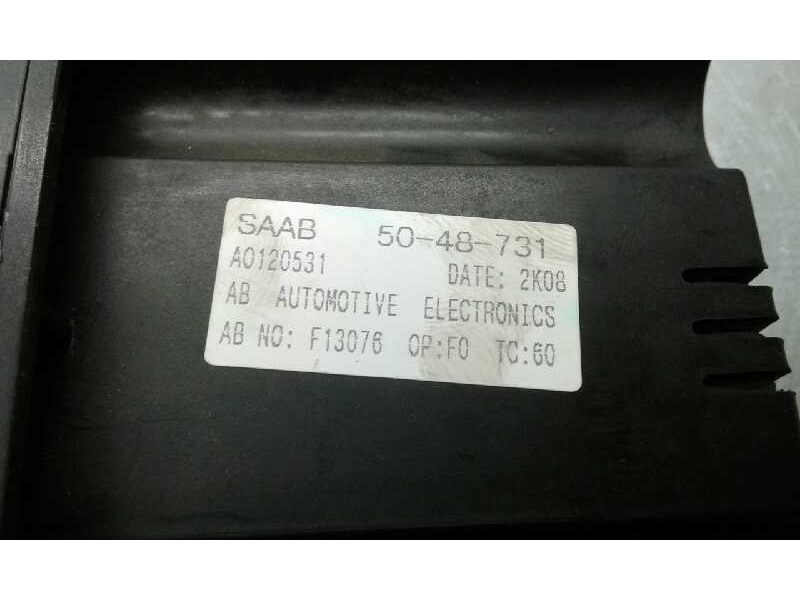 SAAB 50-48-731
A0120531 DATE: 2K08
AB AUTOMOTIVE ELECTRONICS
AB NO: F13076 OP:F0 TC:60